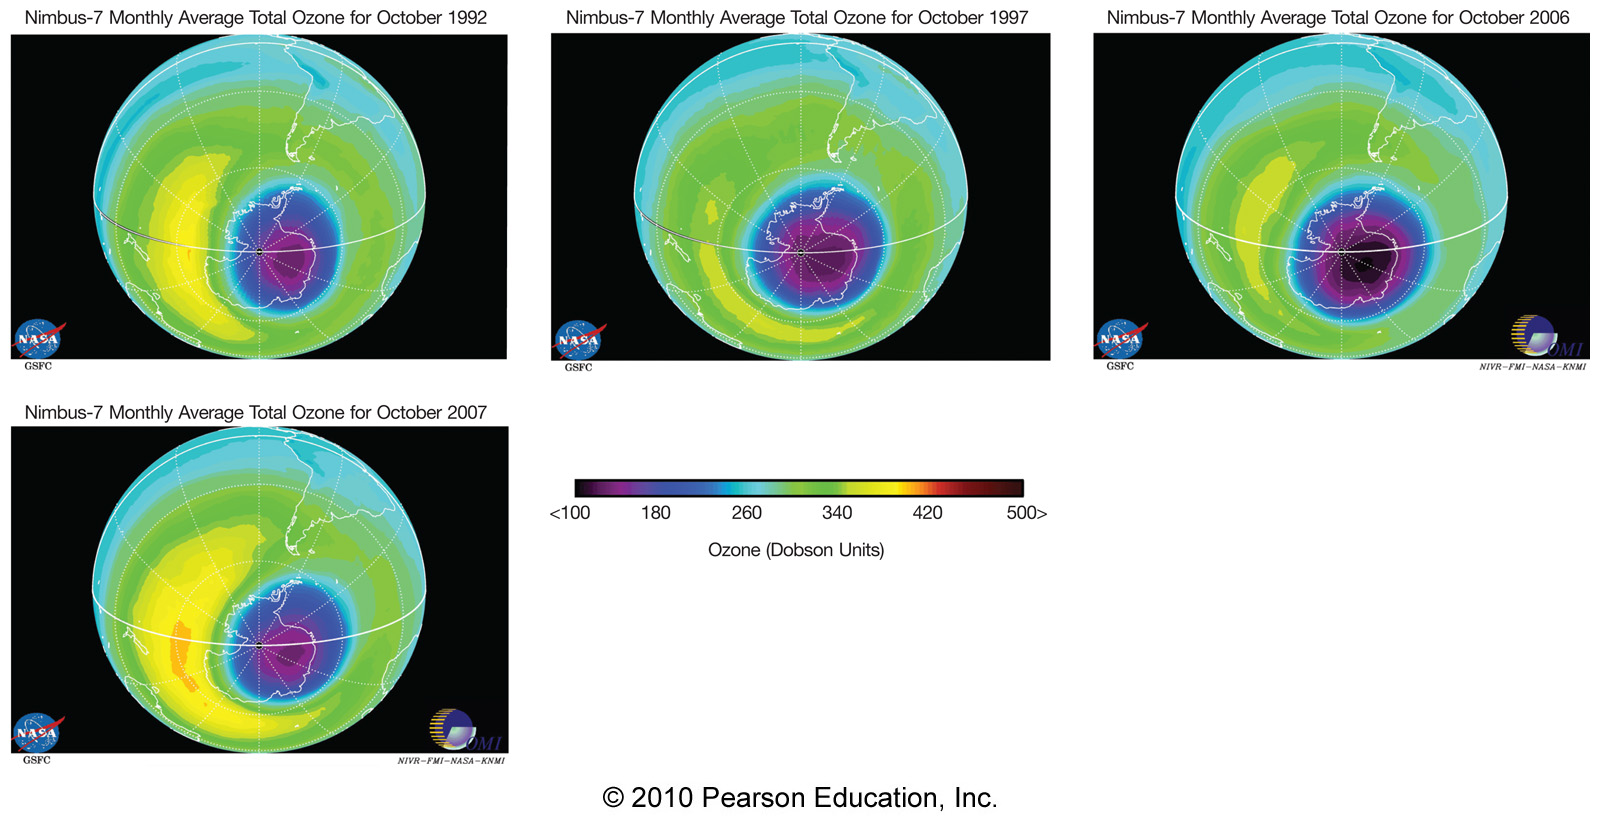 Nimbus-7 Monthly Average Total Ozone for October 1992
NASA
GSFC
Nimbus-7 Monthly Average Total Ozone for October 1997
NASA
GSFC
Nimbus-7 Monthly Average Total Ozone for October 2006
NASA
GSFC
OMI
NIVR-FMI-NASA-KNMI
Nimbus-7 Monthly Average Total Ozone for October 2007
NASA
GSFC
OMI
NIVR-FMI-NASA-KNMI
<100 180 260 340 420 500>
Ozone (Dobson Units)
© 2010 Pearson Education, Inc.